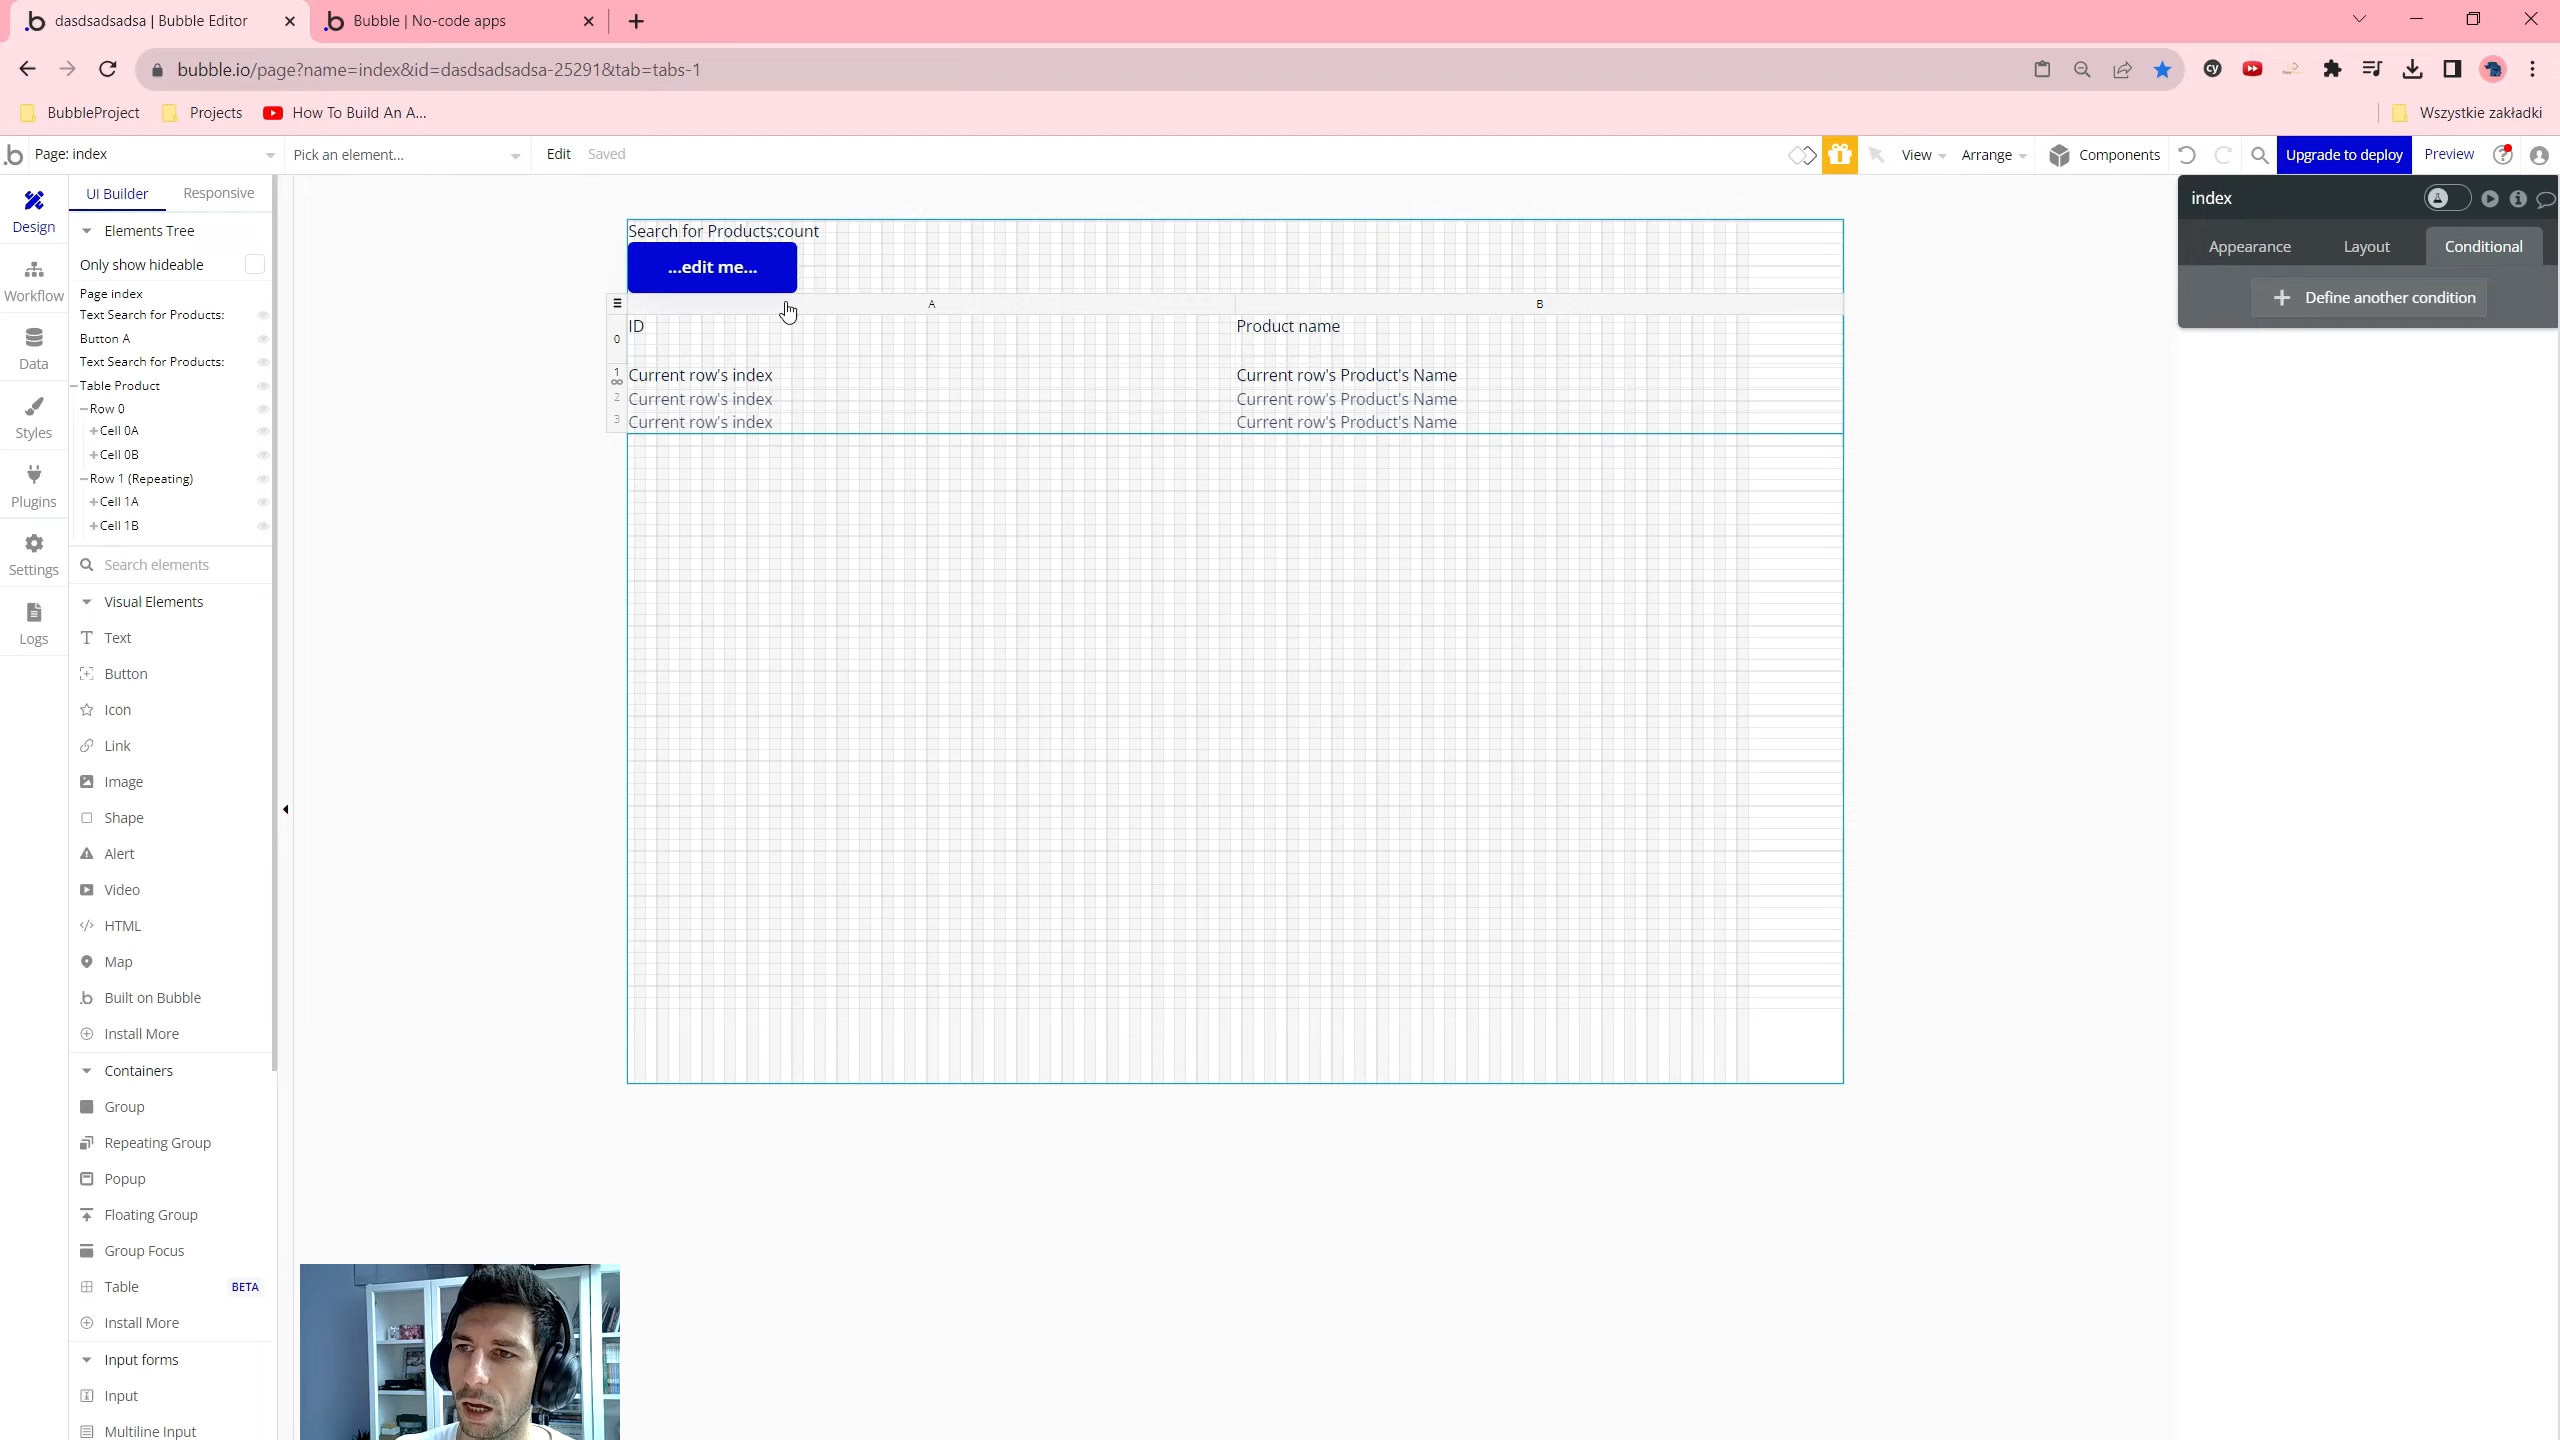 dasdsadsadsa | Bubble Editor
Bubble | No-code apps
bubble.io/page?name=index&id=dasdsadsadsa-25291&tab=tabs-1
BubbleProject
Projects
How To Build An A...
Wszystkie zakładki
Page: index
Pick an element...
Edit
Saved
View
Arrange
Components
Upgrade to deploy
Preview
Design
Workflow
Data
Styles
Plugins
Settings
Logs
UI Builder
Responsive
Elements Tree
Only show hideable
Page index
Text Search for Products:
Button A
Text Search for Products:
Table Product
Row 0
Cell 0A
Cell 0B
Row 1 (Repeating)
Cell 1A
Cell 1B
Search elements
Visual Elements
Text
Button
Icon
Link
Image
Shape
Alert
Video
HTML
Map
Built on Bubble
Install More
Containers
Group
Repeating Group
Popup
Floating Group
Group Focus
Table BETA
Install More
Input forms
Input
Multiline Input
Search for Products:count
...edit me...
A B
0 ID Product name
1 Current row's index Current row's Product's Name
2 Current row's index Current row's Product's Name
3 Current row's index Current row's Product's Name
index
Appearance
Layout
Conditional
Define another condition